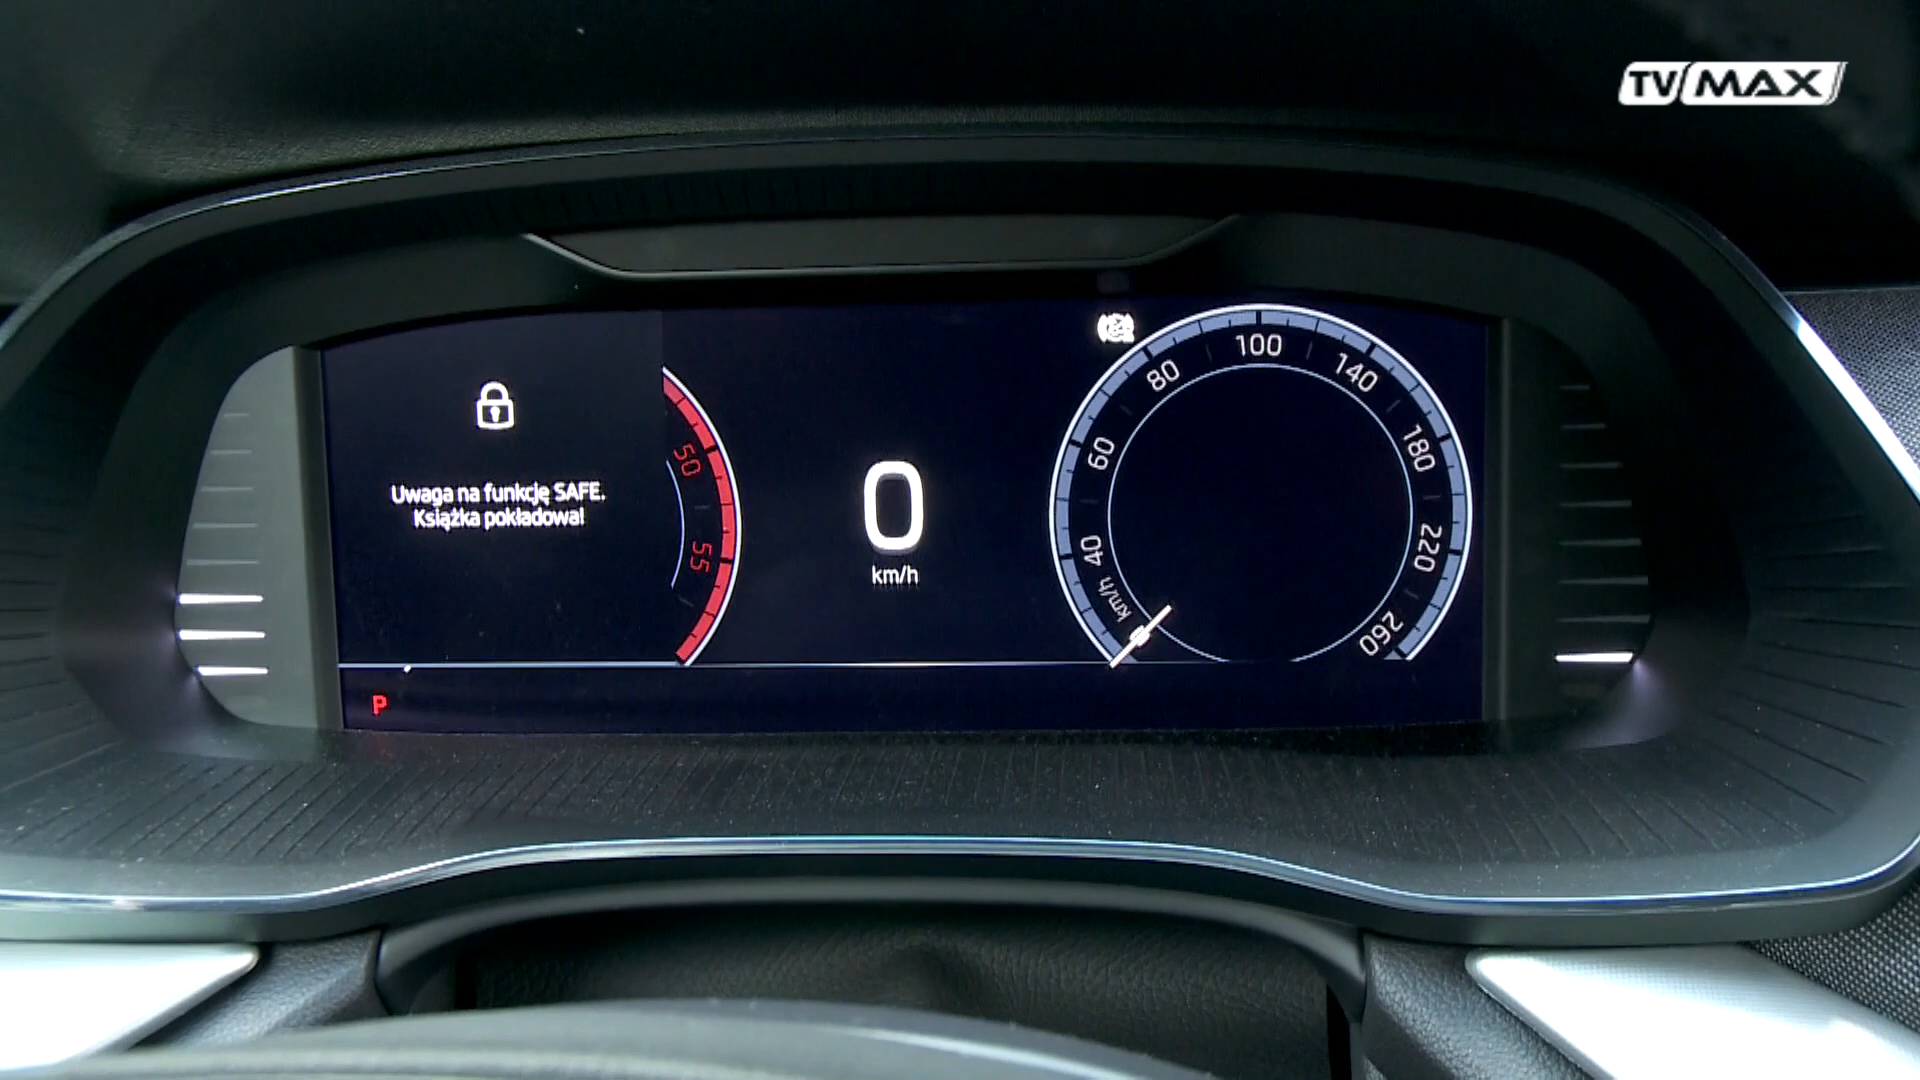 TV MAX
Uwaga na funkcję SAFE.
Książka pokładowa!
50
55
0
km/h
km/h
40
60
80
100
140
180
220
260
P